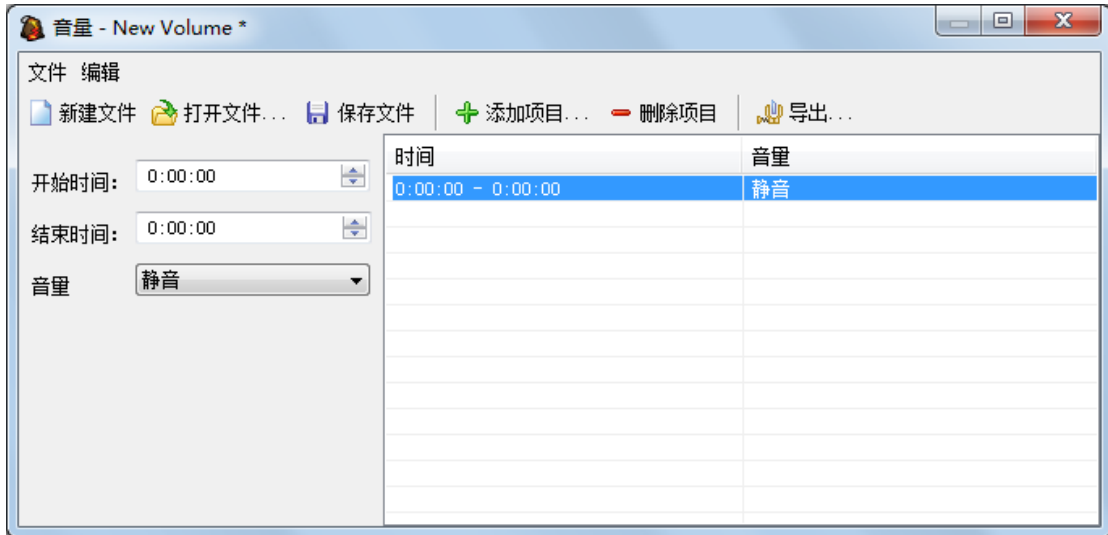 音量 - New Volume *
文件 编辑
新建文件 打开文件... 保存文件 添加项目... 删除项目 导出...
开始时间: 0:00:00
结束时间: 0:00:00
音量 静音
时间 音量
0:00:00 - 0:00:00 静音